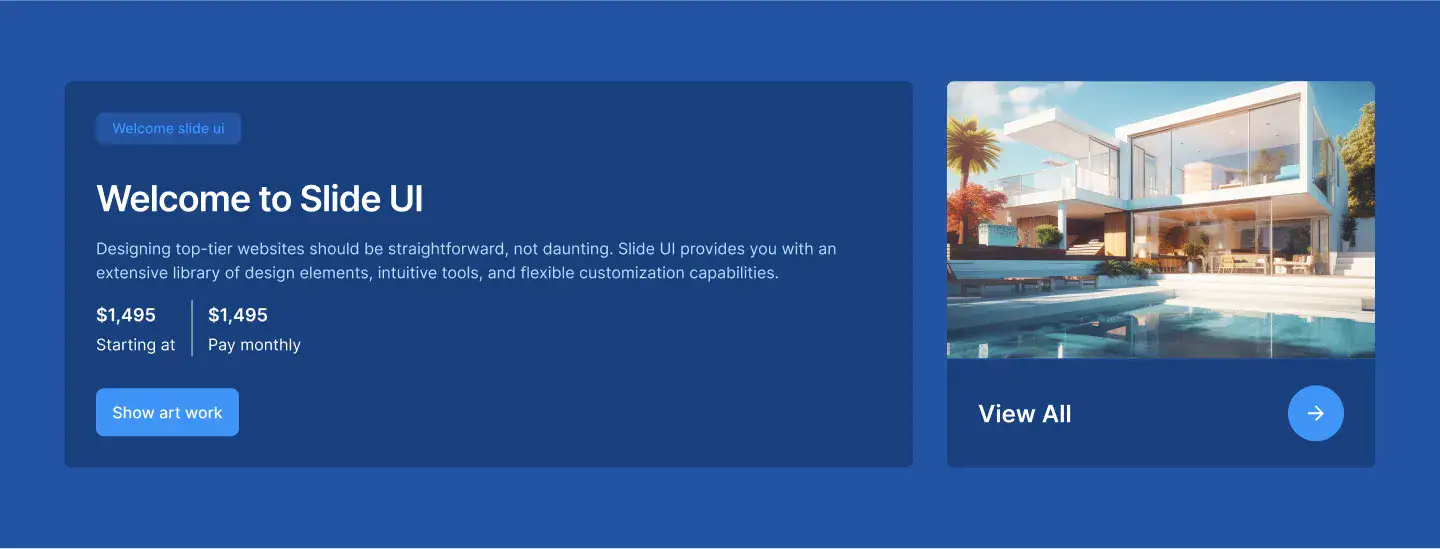 Welcome slide ui
Welcome to Slide UI
Designing top-tier websites should be straightforward, not daunting. Slide UI provides you with an
extensive library of design elements, intuitive tools, and flexible customization capabilities.
$1,495
Starting at
$1,495
Pay monthly
Show art work
View All